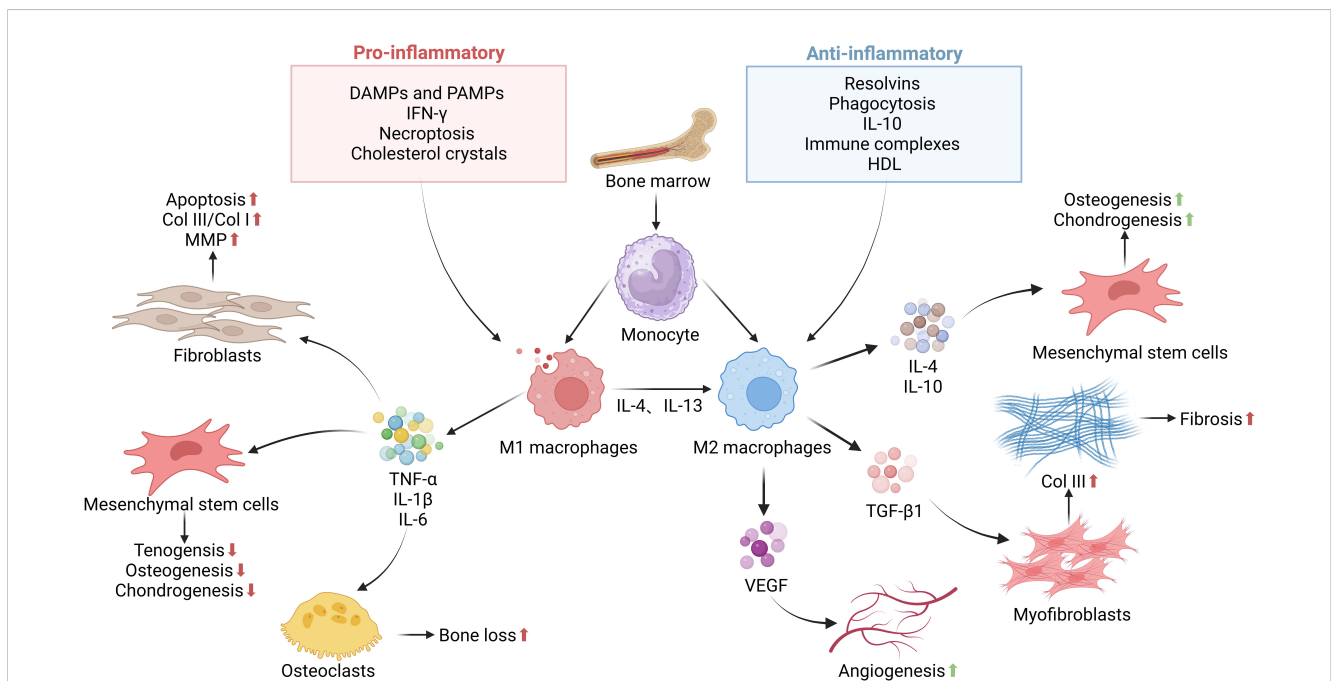 Pro-inflammatory
DAMPs and PAMPs
IFN-γ
Necroptosis
Cholesterol crystals
Anti-inflammatory
Resolvins
Phagocytosis
IL-10
Immune complexes
HDL
Bone marrow
Monocyte
Apoptosis
Col III/Col I
MMP
Fibroblasts
Osteogenesis
Chondrogenesis
Mesenchymal stem cells
IL-4
IL-10
M1 macrophages
IL-4、IL-13
M2 macrophages
Fibrosis
Col III
TGF-β1
Myofibroblasts
TNF-α
IL-1β
IL-6
Mesenchymal stem cells
Tenogensis
Osteogenesis
Chondrogenesis
VEGF
Bone loss
Osteoclasts
Angiogenesis